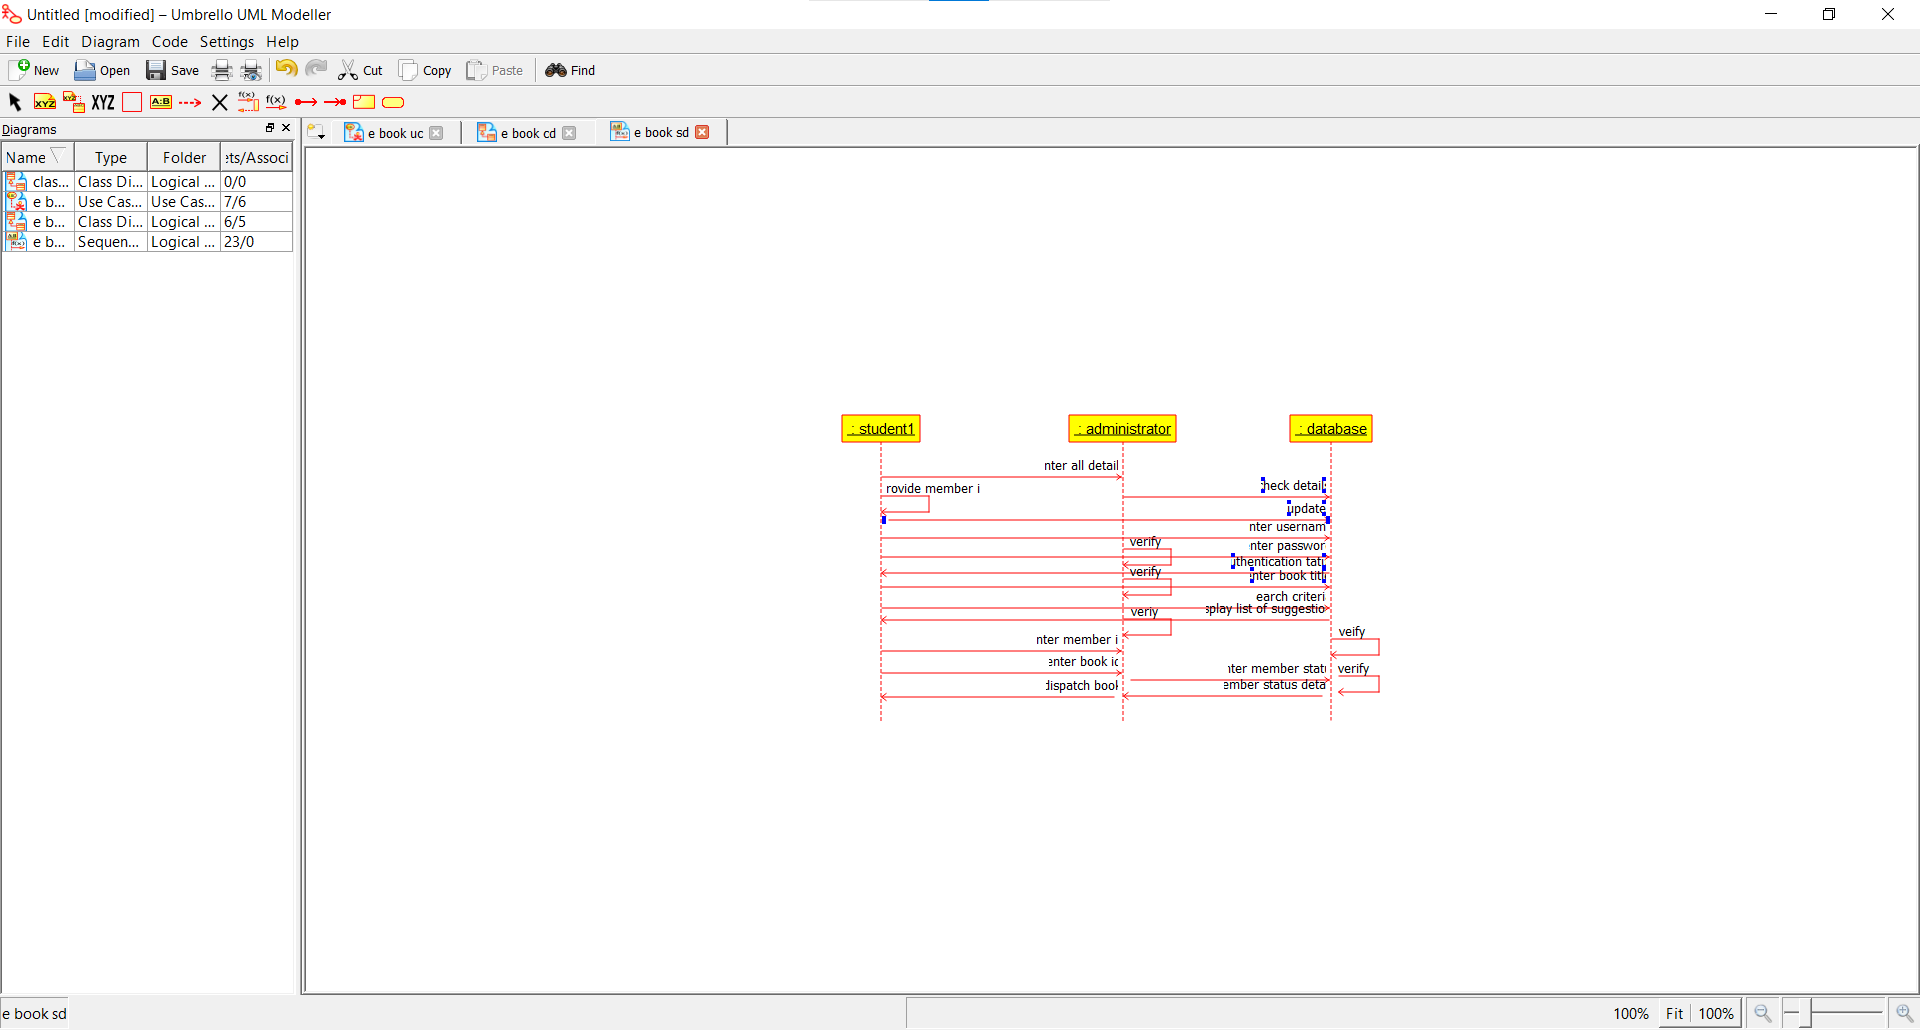 Untitled [modified] – Umbrello UML Modeller
File Edit Diagram Code Settings Help
New Open Save Cut Copy Paste Find
XYZ XYZ A:B f(x) f(x)
Diagrams
e book uc e book cd e book sd
Name Type Folder ts/Associ
clas... Class Di... Logical ... 0/0
e b... Use Cas... Use Cas... 7/6
e b... Class Di... Logical ... 6/5
e b... Sequen... Logical ... 23/0
: student1 : administrator : database
nter all detail
heck detail
rovide member i
update
nter usernam
verify
nter passwor
thentication tat
verify
nter book titl
earch criteri
splay list of suggestio
veriy
veify
nter member i
enter book id
nter member stat
verify
ember status deta
dispatch book
e book sd
100% Fit 100%